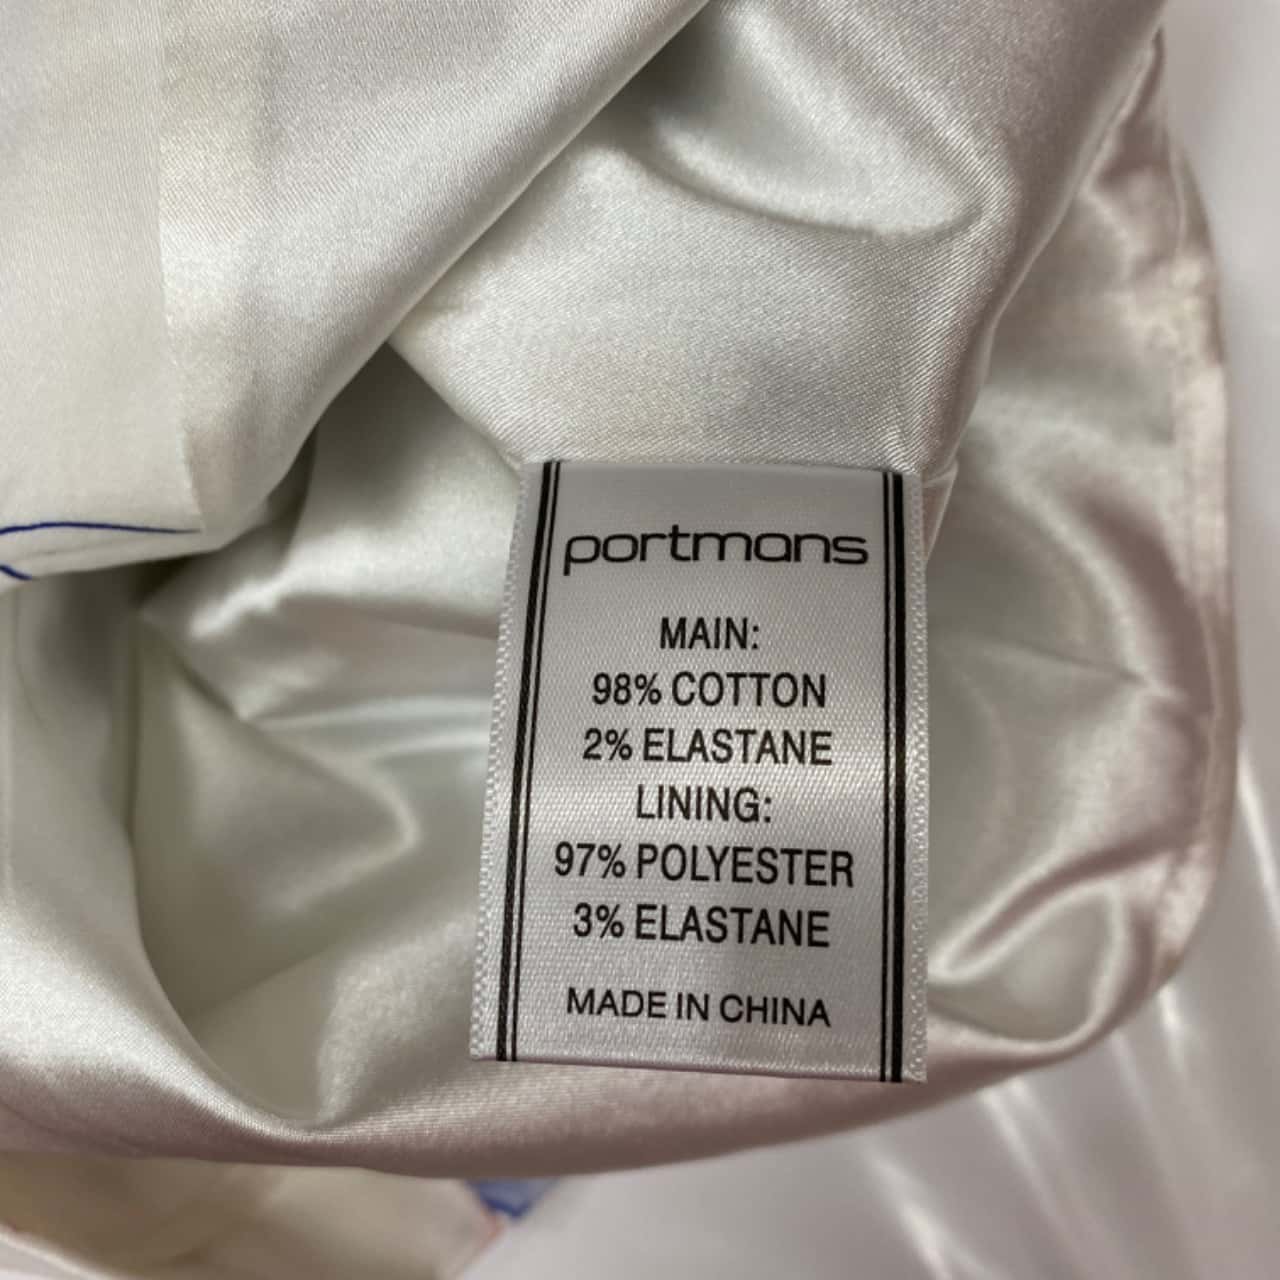 portmans
MAIN:
98% COTTON
2% ELASTANE
LINING:
97% POLYESTER
3% ELASTANE
MADE IN CHINA